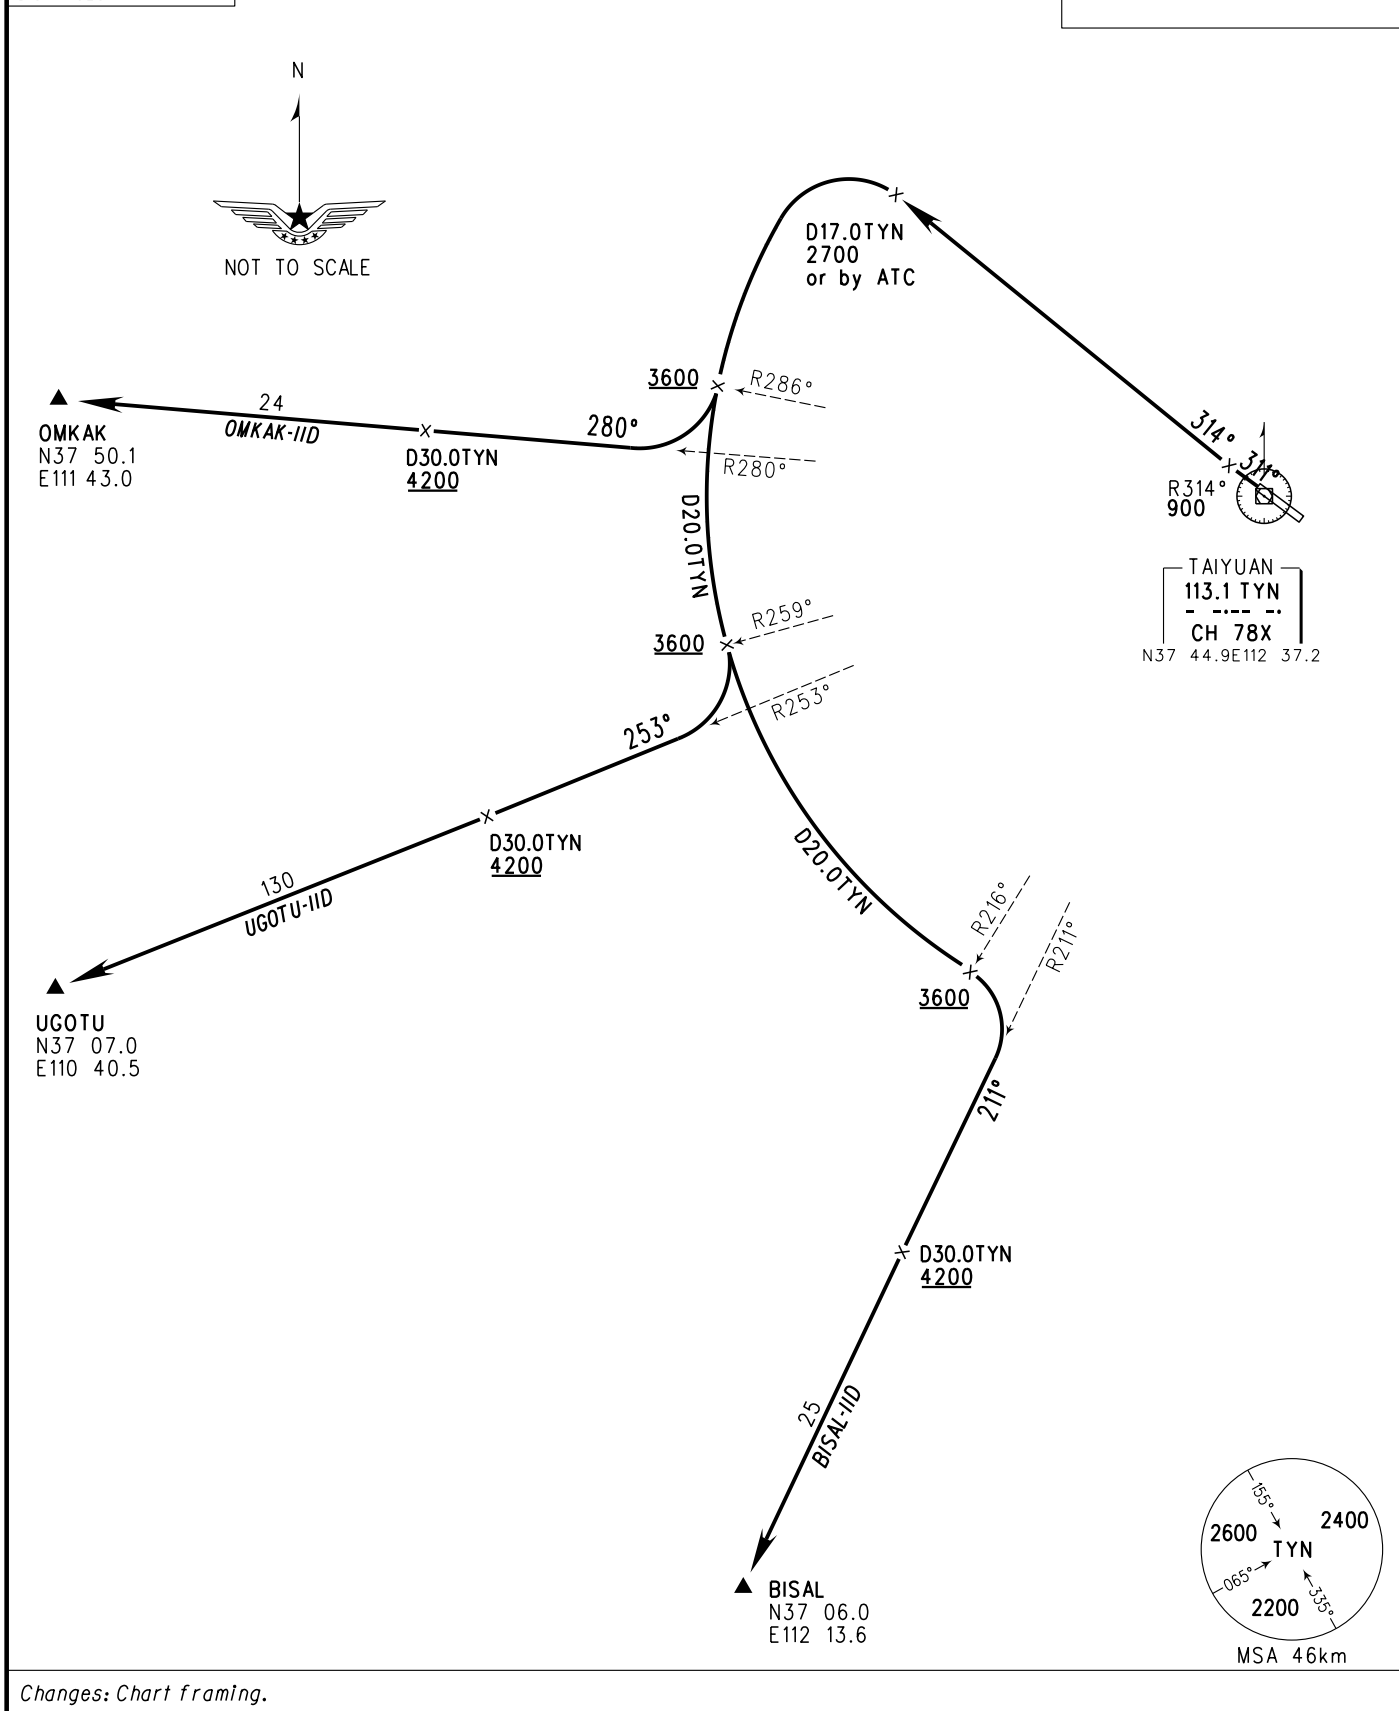 N
NOT TO SCALE
D17.0TYN
2700
or by ATC
3600
R286°
24
OMKAK-11D
280°
OMKAK
N37 50.1
E111 43.0
D30.0TYN
4200
R280°
314°
311°
R314°
900
D20.0TYN
TAIYUAN
113.1 TYN
CH 78X
N37 44.9E112 37.2
R259°
3600
R253°
253°
D30.0TYN
4200
130
UGOTU-11D
D20.0TYN
R216°
R211°
3600
UGOTU
N37 07.0
E110 40.5
211°
D30.0TYN
4200
25
BISAL-11D
BISAL
N37 06.0
E112 13.6
155°
2600
2400
TYN
065°
335°
2200
MSA 46km
Changes: Chart framing.